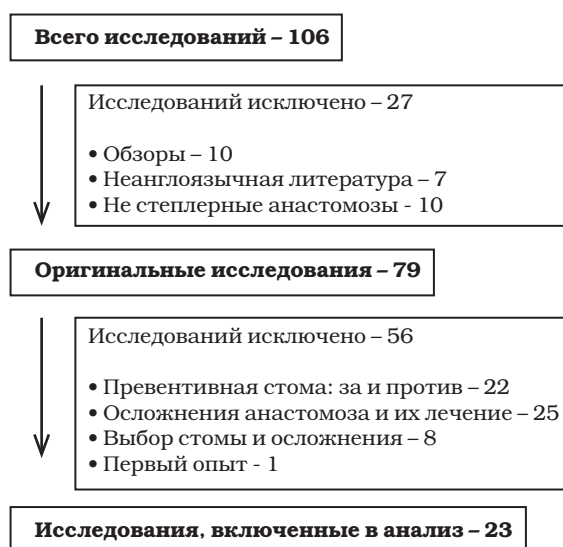 Всего исследований – 106
Исследований исключено – 27
• Обзоры – 10
• Неанглоязычная литература – 7
• Не степлерные анастомозы - 10
Оригинальные исследования – 79
Исследований исключено – 56
• Превентивная стома: за и против – 22
• Осложнения анастомоза и их лечение – 25
• Выбор стомы и осложнения – 8
• Первый опыт - 1
Исследования, включенные в анализ – 23